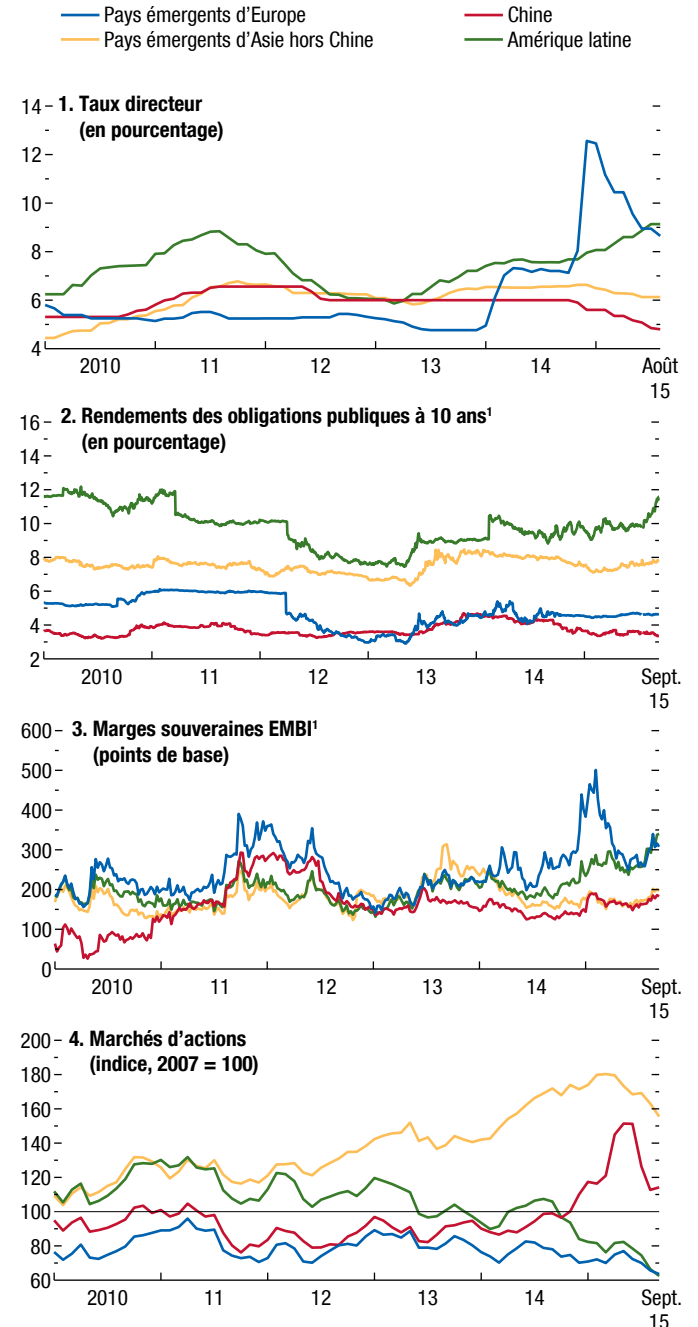 Pays émergents d'Europe
Chine
Pays émergents d'Asie hors Chine
Amérique latine
1. Taux directeur
(en pourcentage)
14
12
10
8
6
4
2010 11 12 13 14 Août
15
2. Rendements des obligations publiques à 10 ans¹
(en pourcentage)
16
14
12
10
8
6
4
2
2010 11 12 13 14 Sept.
15
3. Marges souveraines EMBI¹
(points de base)
600
500
400
300
200
100
0
2010 11 12 13 14 Sept.
15
4. Marchés d'actions
(indice, 2007 = 100)
200
180
160
140
120
100
80
60
2010 11 12 13 14 Sept.
15